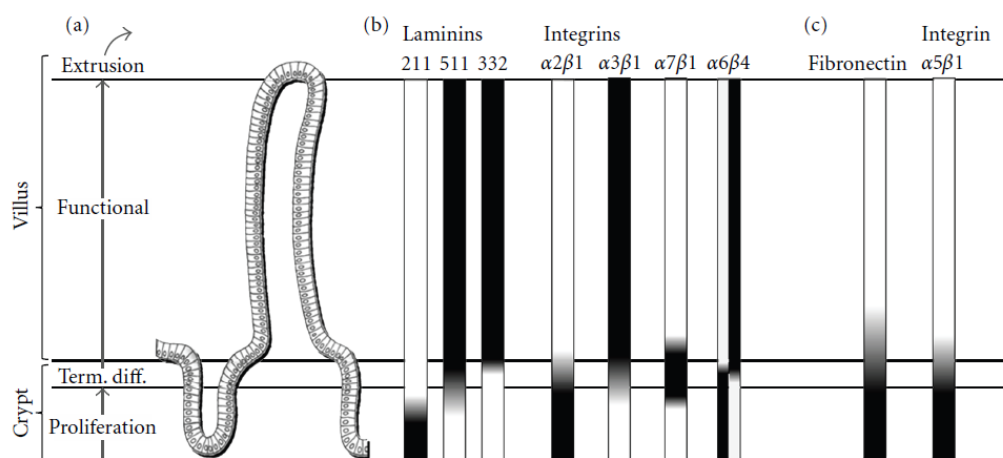 (a)
(b)
(c)
Laminins
Integrins
Integrin
Extrusion
211 511 332
α2β1 α3β1 α7β1 α6β4
Fibronectin α5β1
Villus
Functional
Crypt
Term. diff.
Proliferation